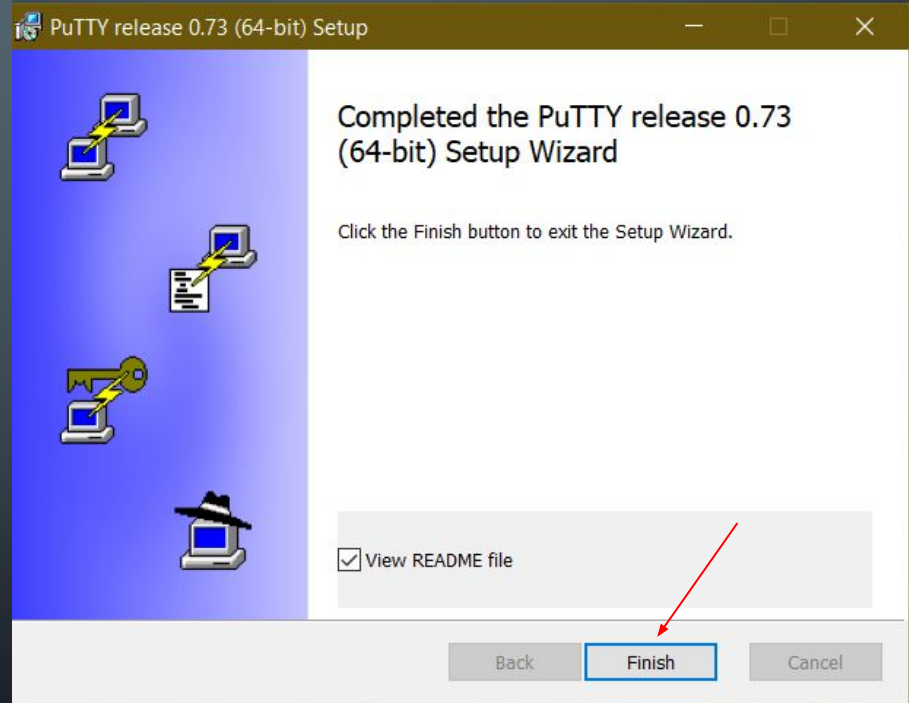 PuTTY release 0.73 (64-bit) Setup
Completed the PuTTY release 0.73
(64-bit) Setup Wizard
Click the Finish button to exit the Setup Wizard.
View README file
Back
Finish
Cancel